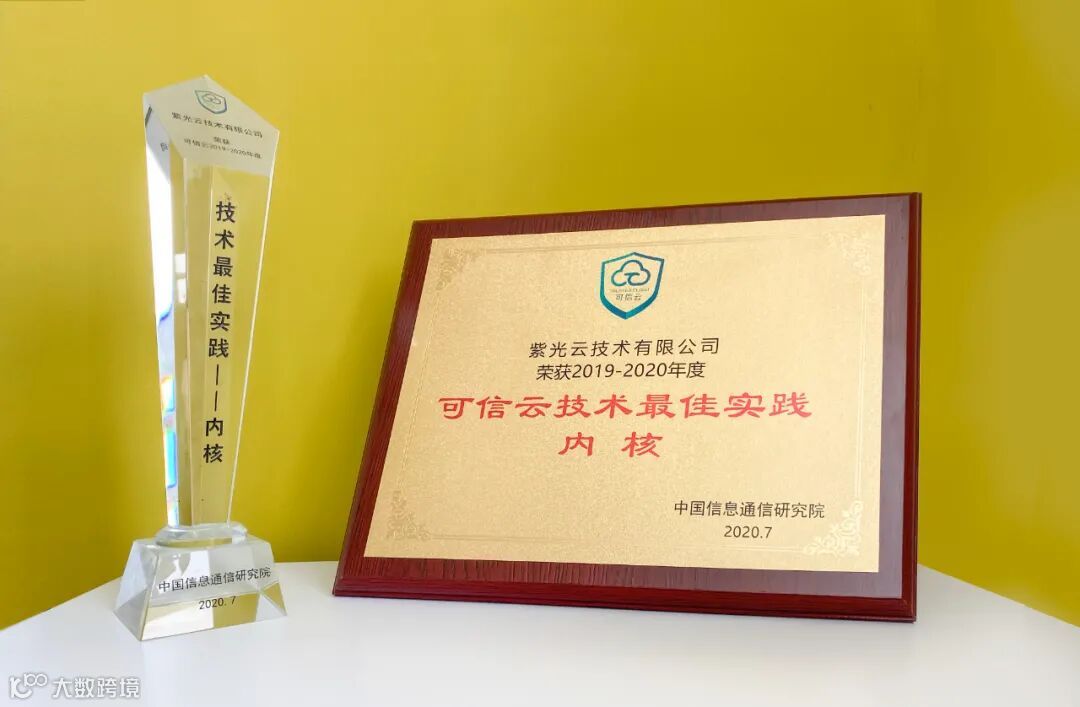 紫光云技术有限公司
荣获
可信云2019-2020年度
技术最佳实践——内核
中国信息通信研究院
2020.7
可信云
紫光云技术有限公司
荣获2019-2020年度
可信云技术最佳实践
内 核
中国信息通信研究院
2020.7
大数跨境